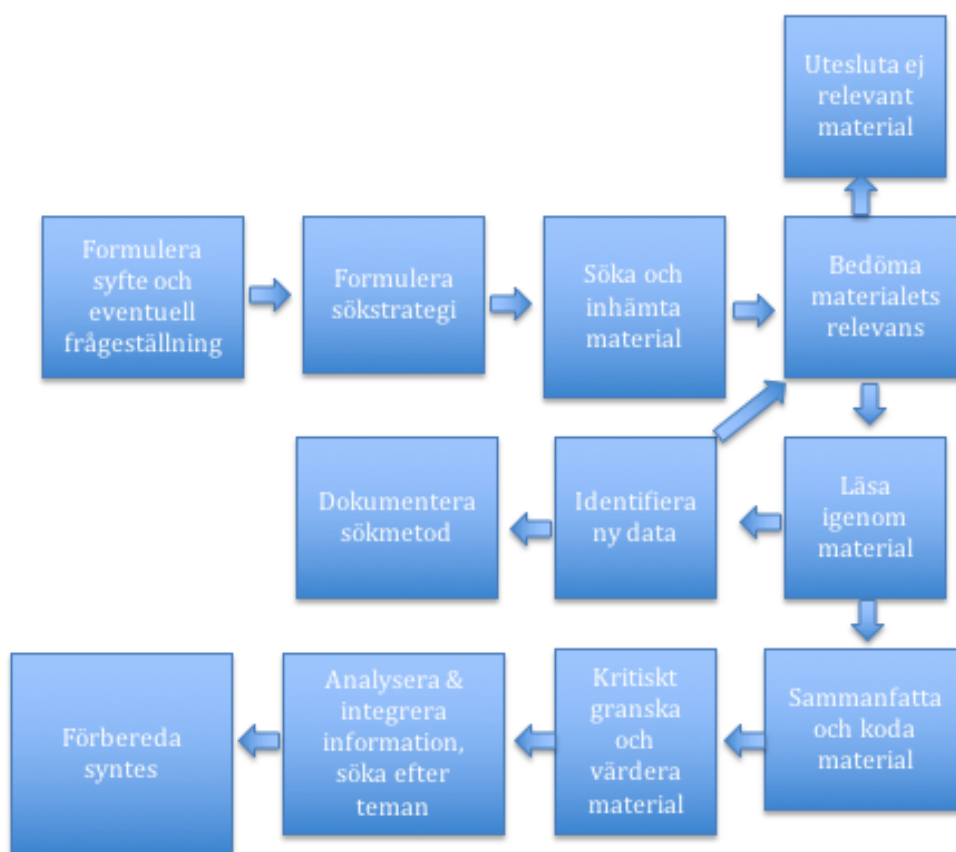 Utesluta ej
relevant
material
Formulera
syfte och
eventuell
frågeställning
Formulera
sökstrategi
Söka och
inhämta
material
Bedöma
materialets
relevans
Dokumentera
sökmetod
Identifiera
ny data
Läsa
igenom
material
Förbereda
syntes
Analysera &
integrera
information,
söka efter
teman
Kritiskt
granska
och
värdera
material
Sammanfatta
och koda
material